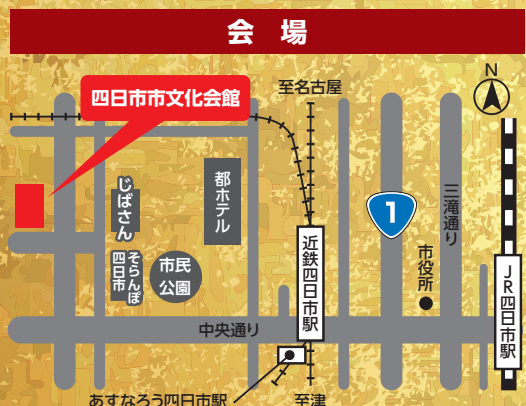 会場
N
至名古屋
四日市市文化会館
じばさん
都ホテル
1
三滝通り
近鉄四日市駅
市役所
JR四日市駅
そらんぽ
四日市
市民
公園
中央通り
あすなろう四日市駅
至津